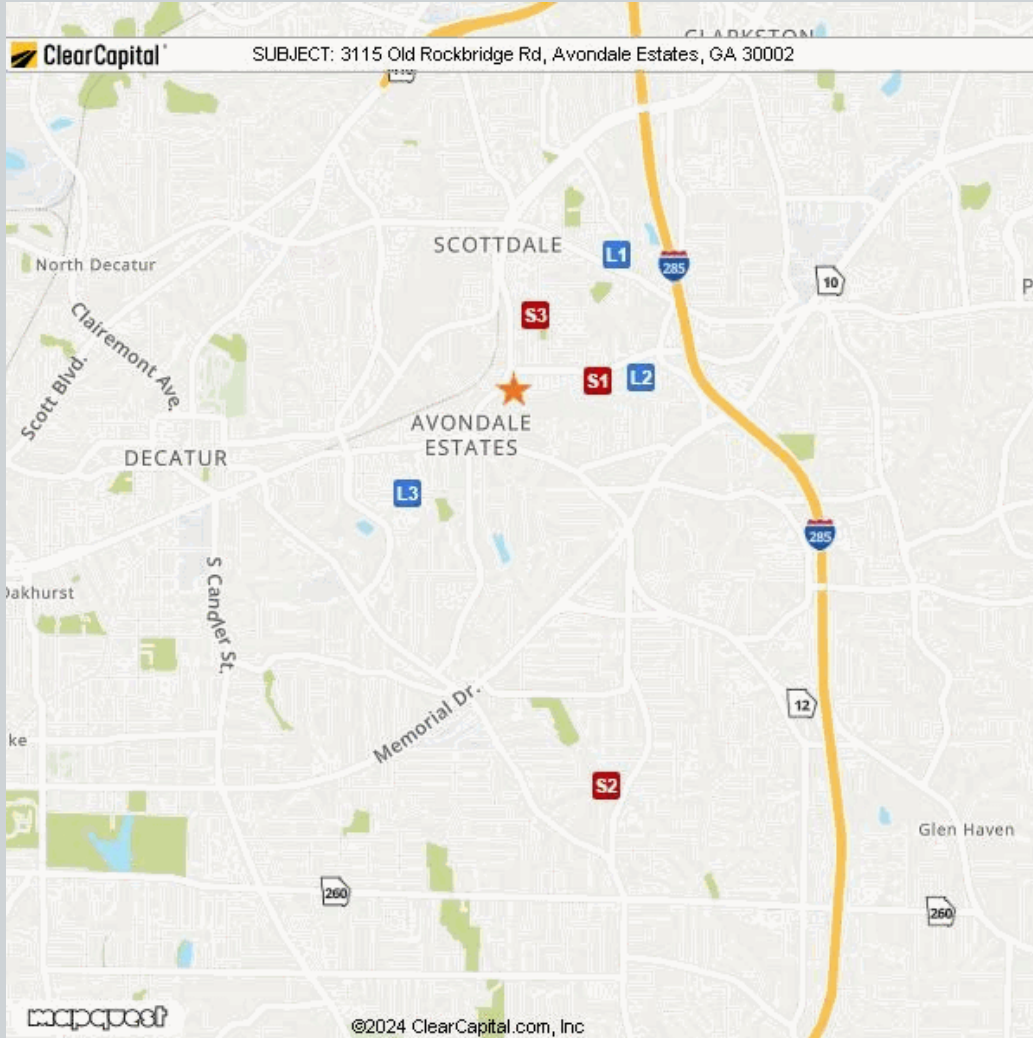 CLARKSTON
ClearCapital
SUBJECT: 3115 Old Rockbridge Rd, Avondale Estates, GA 30002
SCOTTDALE
L1
285
North Decatur
10
P
S3
Clairemont Ave.
Scott Blvd.
S1
L2
AVONDALE
ESTATES
DECATUR
L3
285
Oakhurst
S Candler St.
12
Memorial Dr.
ke
S2
Glen Haven
260
260
mapquest
©2024 ClearCapital.com, Inc